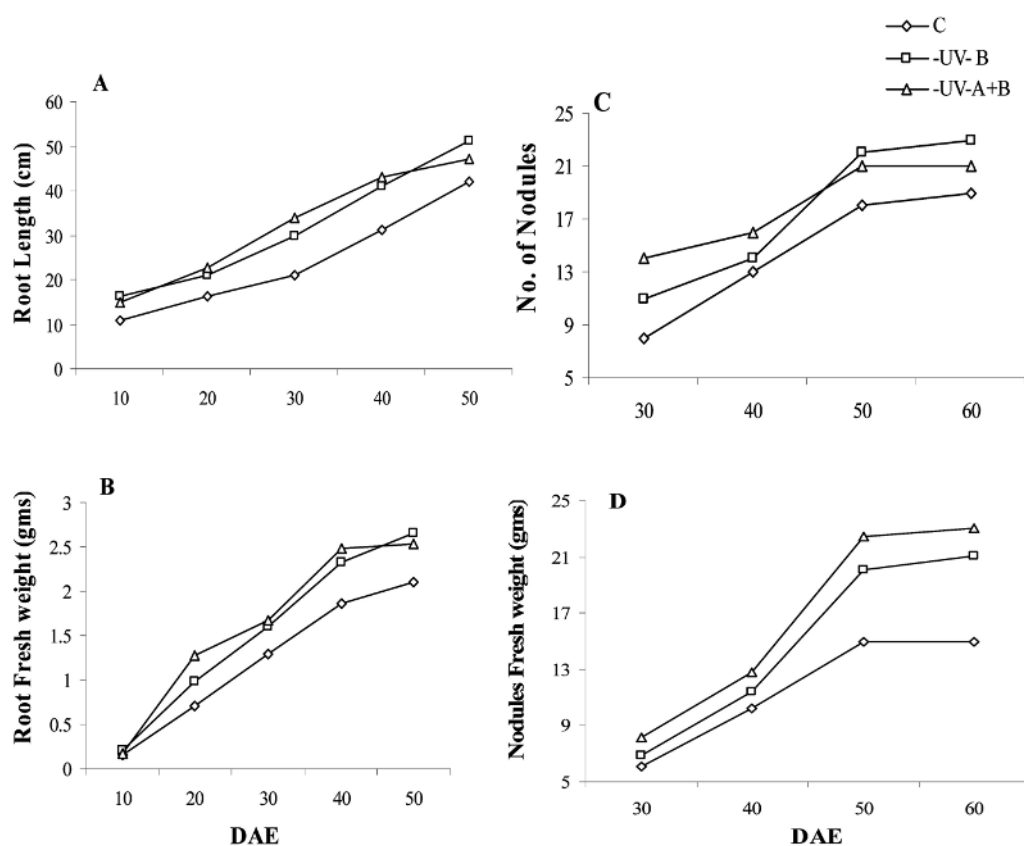 C
-UV- B
-UV-A+B
A
Root Length (cm)
60
50
40
30
20
10
0
10 20 30 40 50
C
No. of Nodules
25
21
17
13
9
5
30 40 50 60
B
Root Fresh weight (gms)
3
2.5
2
1.5
1
0.5
0
10 20 30 40 50
DAE
D
Nodules Fresh weight (gms)
25
21
17
13
9
5
30 40 50 60
DAE